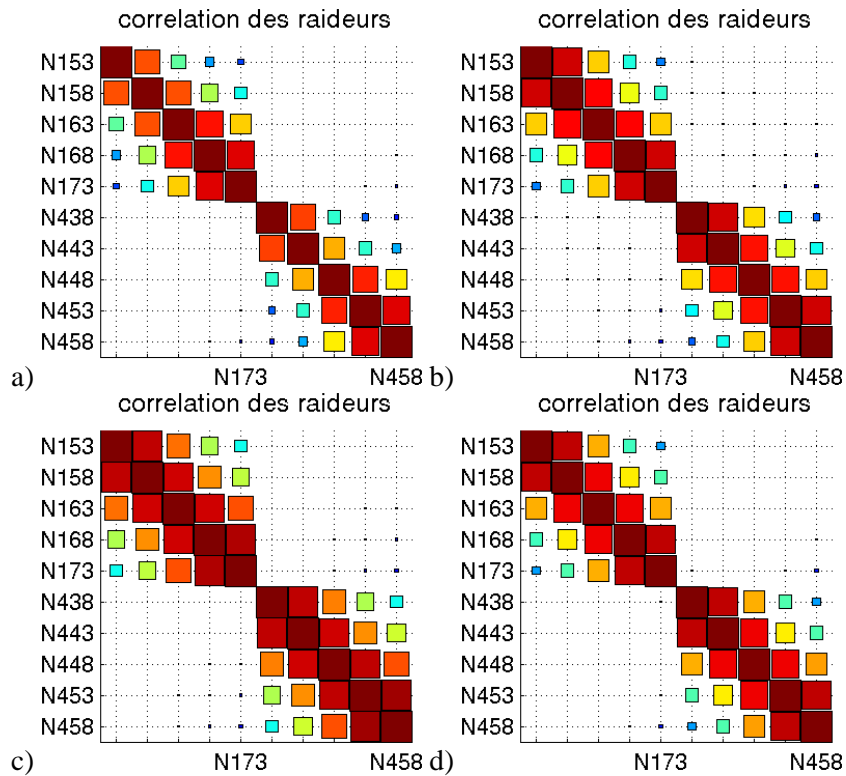 correlation des raideurs
N153
N158
N163
N168
N173
N438
N443
N448
N453
N458
N173
N458
a)
correlation des raideurs
N153
N158
N163
N168
N173
N438
N443
N448
N453
N458
N173
N458
b)
correlation des raideurs
N153
N158
N163
N168
N173
N438
N443
N448
N453
N458
N173
N458
c)
correlation des raideurs
N153
N158
N163
N168
N173
N438
N443
N448
N453
N458
N173
N458
d)